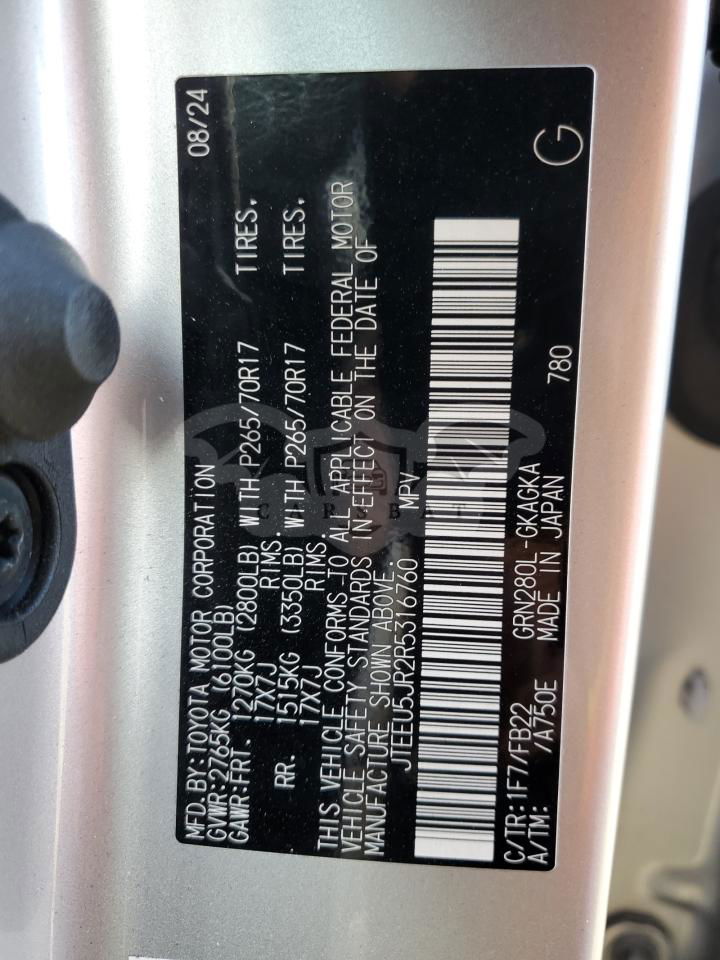 MFD. BY: TOYOTA MOTOR CORPORATION 08/24
GVWR: 2765KG (6100LB)
GAWR: FRT. 1270KG (2800LB) WITH P265/70R17 TIRES.
17X7J RIMS.
RR. 1515KG (3350LB) WITH P265/70R17 TIRES.
17X7J RIMS.
THIS VEHICLE CONFORMS TO ALL APPLICABLE FEDERAL MOTOR
VEHICLE SAFETY STANDARDS IN EFFECT ON THE DATE OF
MANUFACTURE SHOWN ABOVE.
JTEEU5JR2R5316760 MPV
G
C/TR: 1F7/FB22 GRN280L-GKAGKA 780
A/TM: /A750E MADE IN JAPAN
CARSBAT